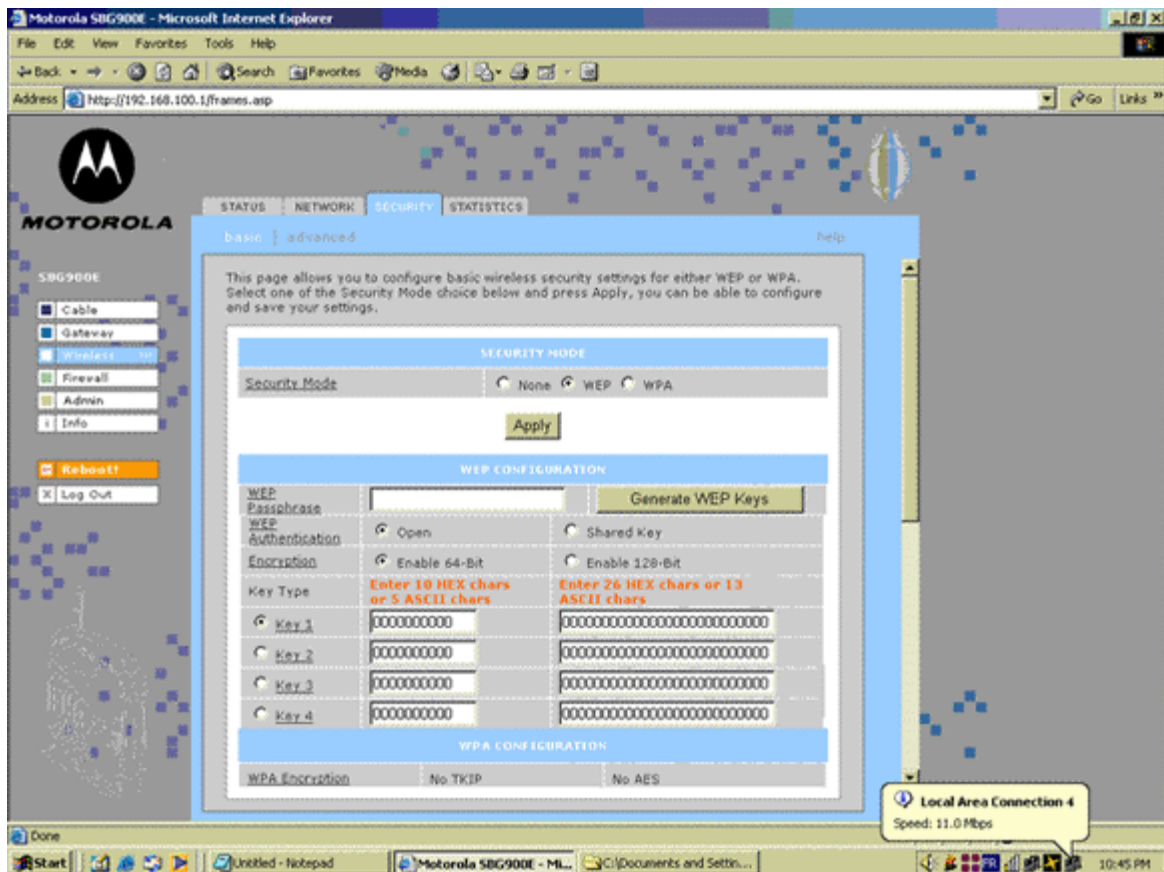 Motorola SBG900E - Microsoft Internet Explorer
File Edit View Favorites Tools Help
Back Search Favorites Media
Address http://192.168.100.1/frames.asp Go Links »
MOTOROLA
STATUS NETWORK SECURITY STATISTICS
basic | advanced help
SBG900E
Cable
Gateway
Wireless
Firewall
Admin
i Info
Reboot!
X Log Out
This page allows you to configure basic wireless security settings for either WEP or WPA.
Select one of the Security Mode choice below and press Apply, you can be able to configure
and save your settings.
SECURITY MODE
Security Mode None WEP WPA
Apply
WEP CONFIGURATION
WEP Passphrase Generate WEP Keys
WEP Authentication Open Shared Key
Encryption Enable 64-Bit Enable 128-Bit
Key Type Enter 10 HEX chars or 5 ASCII chars Enter 26 HEX chars or 13 ASCII chars
Key 1 0000000000 00000000000000000000000000
Key 2 0000000000 00000000000000000000000000
Key 3 0000000000 00000000000000000000000000
Key 4 0000000000 00000000000000000000000000
WPA CONFIGURATION
WPA Encryption No TKIP No AES
Local Area Connection 4
Speed: 11.0 Mbps
Done
Start Untitled - Notepad Motorola SBG900E - Mi... C:\Documents and Settin... FR 10:45 PM